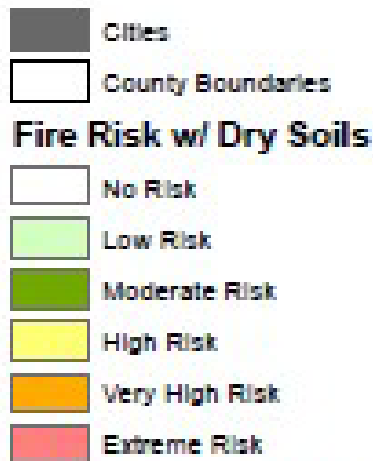 Cities
County Boundaries
Fire Risk w/ Dry Soils
No Risk
Low Risk
Moderate Risk
High Risk
Very High Risk
Extreme Risk